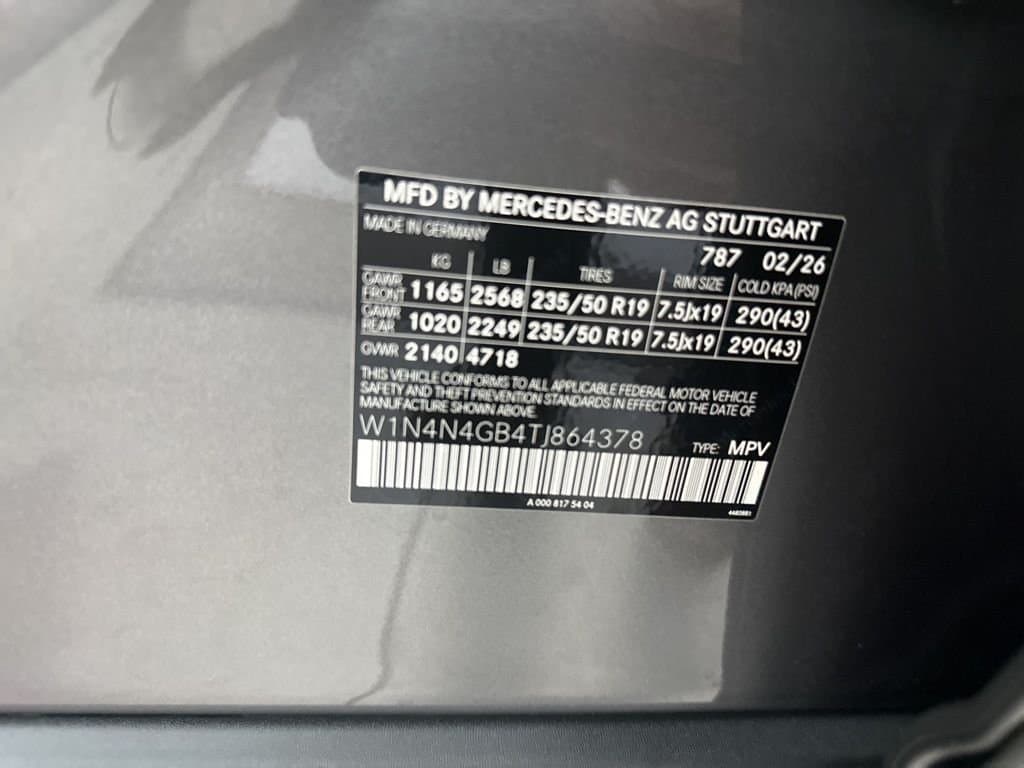 MFD BY MERCEDES-BENZ AG STUTTGART
MADE IN GERMANY 787 02/26
KG LB TIRES RIM SIZE COLD KPA (PSI)
GAWR FRONT 1165 2568 235/50 R19 7.5Jx19 290(43)
GAWR REAR 1020 2249 235/50 R19 7.5Jx19 290(43)
GVWR 2140 4718
THIS VEHICLE CONFORMS TO ALL APPLICABLE FEDERAL MOTOR VEHICLE
SAFETY AND THEFT PREVENTION STANDARDS IN EFFECT ON THE DATE OF
MANUFACTURE SHOWN ABOVE.
W1N4N4GB4TJ864378 TYPE: MPV
A 000 817 54 04